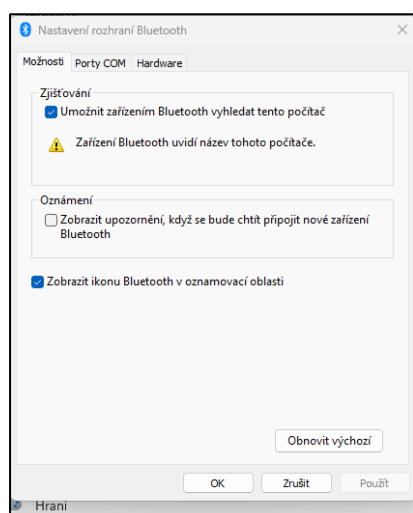 Nastavení rozhraní Bluetooth
Možnosti Porty COM Hardware
Zjišťování
Umožnit zařízením Bluetooth vyhledat tento počítač
Zařízení Bluetooth uvidí název tohoto počítače.
Oznámení
Zobrazit upozornění, když se bude chtít připojit nové zařízení
Bluetooth
Zobrazit ikonu Bluetooth v oznamovací oblasti
Obnovit výchozí
OK Zrušit Použít
Hraní